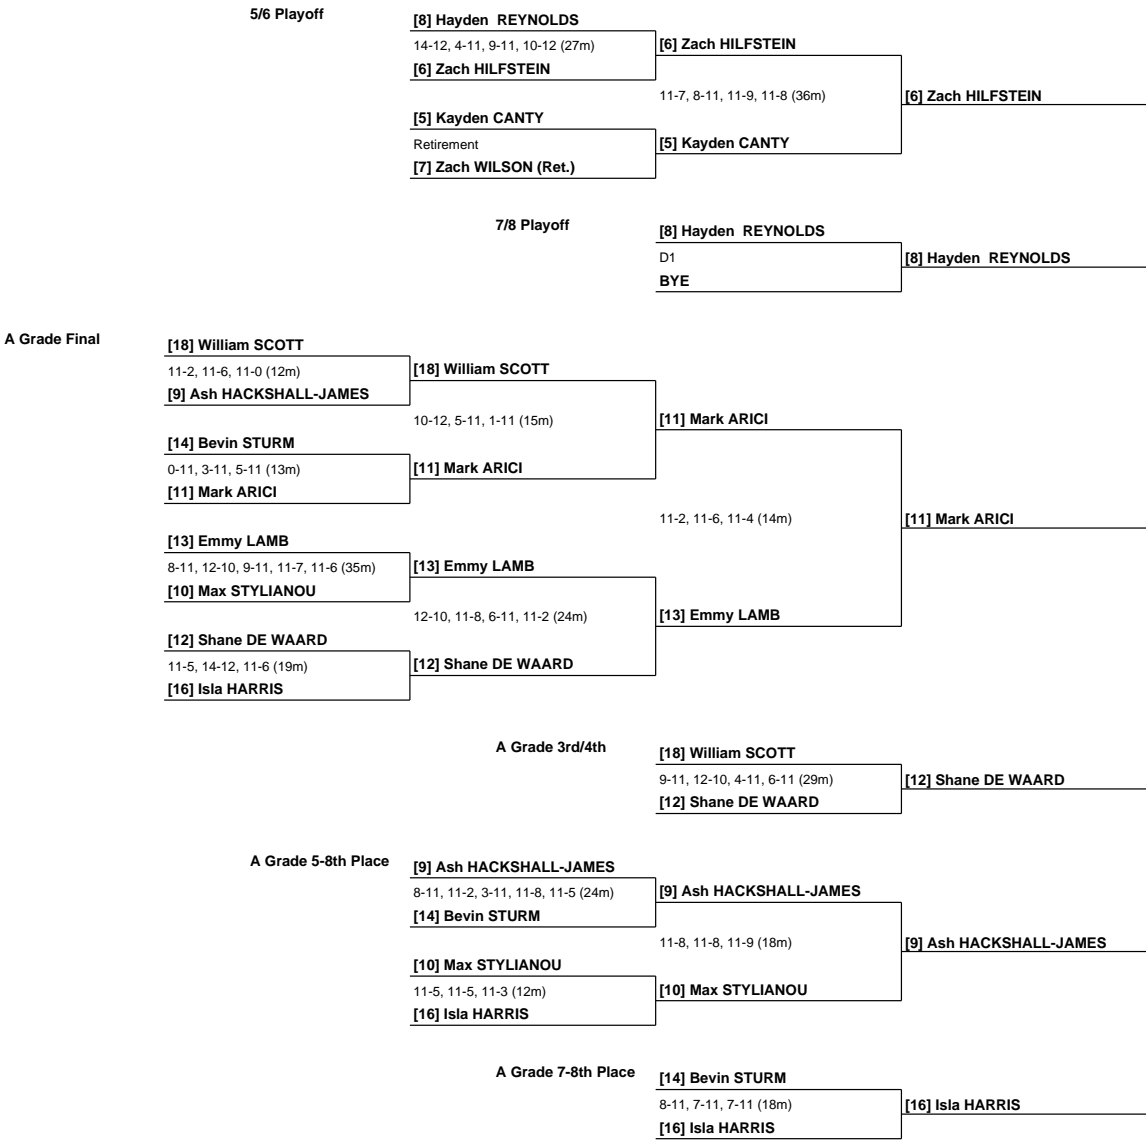 5/6 Playoff
[8] Hayden  REYNOLDS
14-12, 4-11, 9-11, 10-12 (27m)
[6] Zach HILFSTEIN
[6] Zach HILFSTEIN
11-7, 8-11, 11-9, 11-8 (36m)
[6] Zach HILFSTEIN
[5] Kayden CANTY
Retirement
[7] Zach WILSON (Ret.)
[5] Kayden CANTY
7/8 Playoff
[8] Hayden  REYNOLDS
D1
BYE
[8] Hayden  REYNOLDS
A Grade Final
[18] William SCOTT
11-2, 11-6, 11-0 (12m)
[9] Ash HACKSHALL-JAMES
[18] William SCOTT
10-12, 5-11, 1-11 (15m)
[11] Mark ARICI
[14] Bevin STURM
0-11, 3-11, 5-11 (13m)
[11] Mark ARICI
[11] Mark ARICI
11-2, 11-6, 11-4 (14m)
[11] Mark ARICI
[13] Emmy LAMB
8-11, 12-10, 9-11, 11-7, 11-6 (35m)
[10] Max STYLIANOU
[13] Emmy LAMB
12-10, 11-8, 6-11, 11-2 (24m)
[13] Emmy LAMB
[12] Shane DE WAARD
11-5, 14-12, 11-6 (19m)
[16] Isla HARRIS
[12] Shane DE WAARD
A Grade 3rd/4th
[18] William SCOTT
9-11, 12-10, 4-11, 6-11 (29m)
[12] Shane DE WAARD
[12] Shane DE WAARD
A Grade 5-8th Place
[9] Ash HACKSHALL-JAMES
8-11, 11-2, 3-11, 11-8, 11-5 (24m)
[14] Bevin STURM
[9] Ash HACKSHALL-JAMES
11-8, 11-8, 11-9 (18m)
[9] Ash HACKSHALL-JAMES
[10] Max STYLIANOU
11-5, 11-5, 11-3 (12m)
[16] Isla HARRIS
[10] Max STYLIANOU
A Grade 7-8th Place
[14] Bevin STURM
8-11, 7-11, 7-11 (18m)
[16] Isla HARRIS
[16] Isla HARRIS